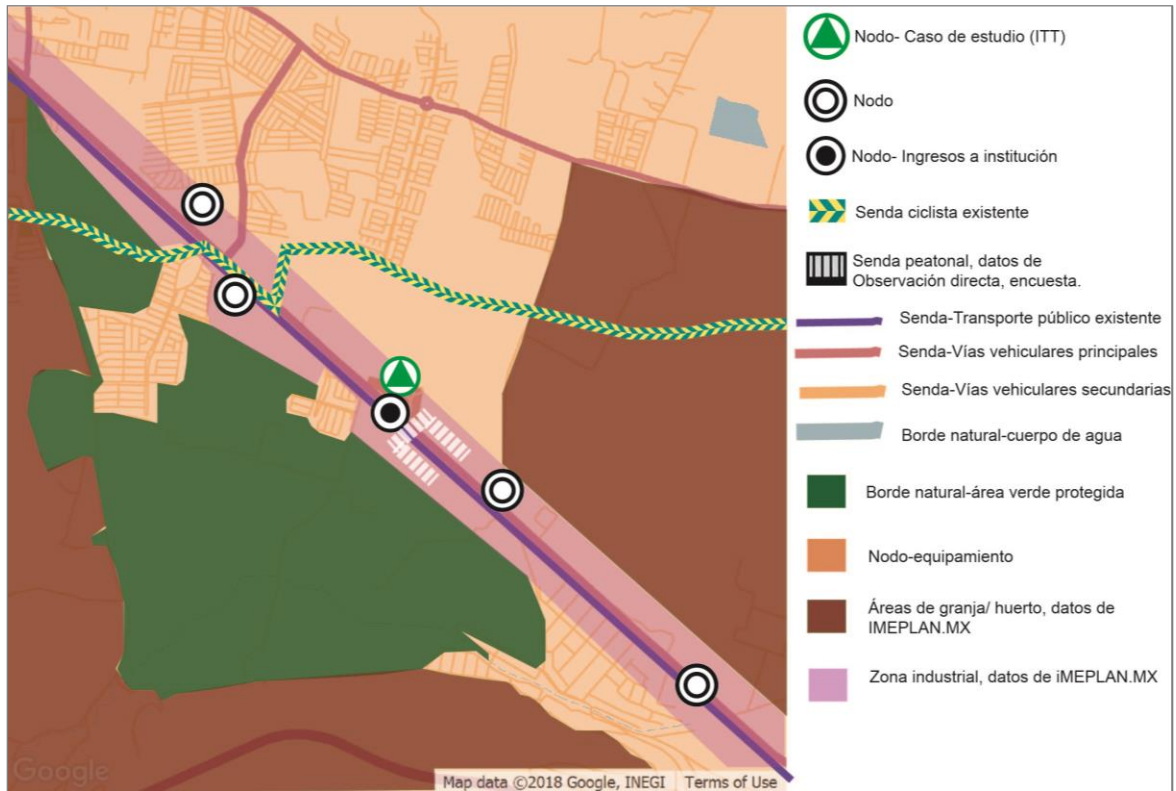 Nodo- Caso de estudio (ITT)
Nodo
Nodo- Ingresos a institución
Senda ciclista existente
Senda peatonal, datos de
Observación directa, encuesta.
Senda-Transporte público existente
Senda-Vías vehiculares principales
Senda-Vías vehiculares secundarias
Borde natural-cuerpo de agua
Borde natural-área verde protegida
Nodo-equipamiento
Áreas de granja/ huerto, datos de
IMEPLAN.MX
Zona industrial, datos de iMEPLAN.MX
Google
Map data ©2018 Google, INEGI
Terms of Use